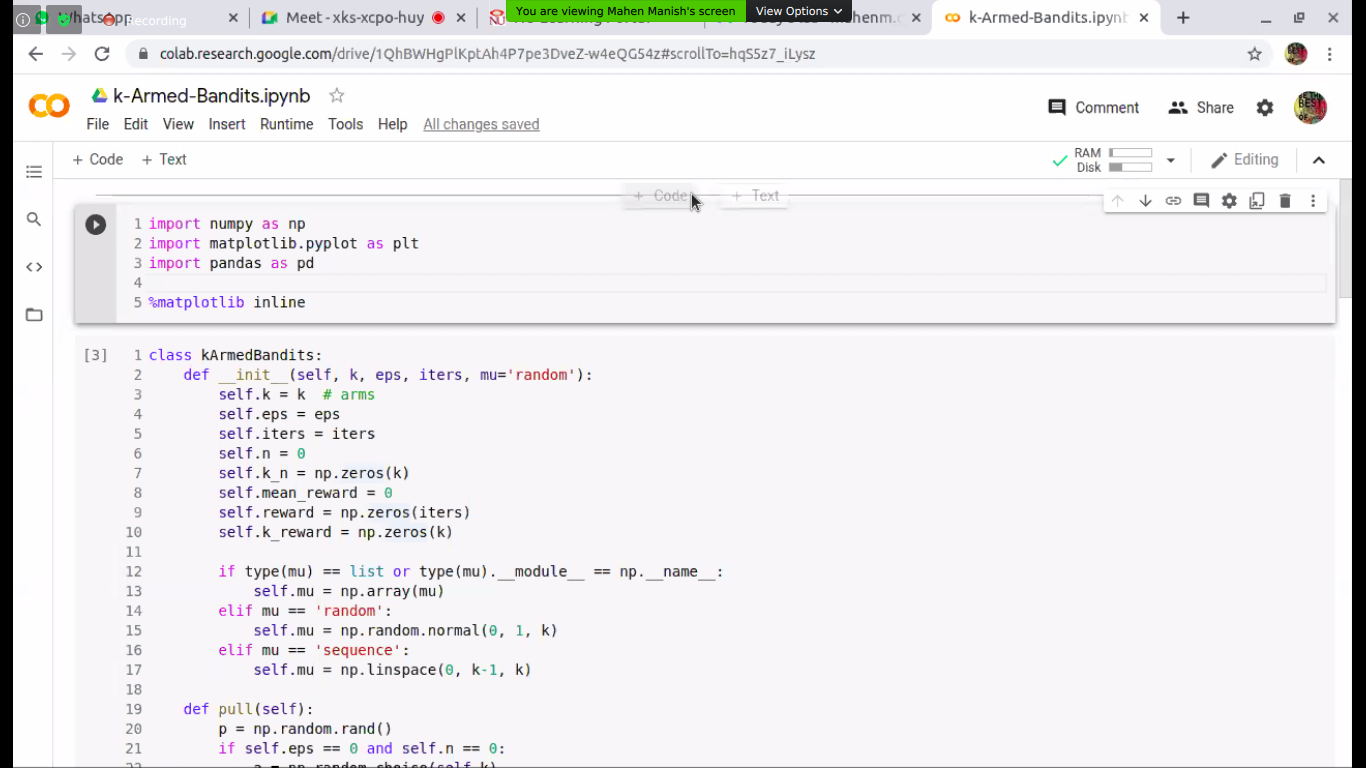 WhatsApp
Recording
Meet - xks-xcpo-huy
You are viewing Mahen Manish's screen
View Options
k-Armed-Bandits.ipynb
colab.research.google.com/drive/1QhBWHgPlKptAh4P7pe3DveZ-w4eQG54z#scrollTo=hqS5z7_iLysz
k-Armed-Bandits.ipynb
Comment
Share
File Edit View Insert Runtime Tools Help All changes saved
+ Code + Text
RAM
Disk
Editing
+ Code + Text
1 import numpy as np
2 import matplotlib.pyplot as plt
3 import pandas as pd
4
5 %matplotlib inline
[3] 1 class kArmedBandits:
2 def __init__(self, k, eps, iters, mu='random'):
3 self.k = k # arms
4 self.eps = eps
5 self.iters = iters
6 self.n = 0
7 self.k_n = np.zeros(k)
8 self.mean_reward = 0
9 self.reward = np.zeros(iters)
10 self.k_reward = np.zeros(k)
11
12 if type(mu) == list or type(mu).__module__ == np.__name__:
13 self.mu = np.array(mu)
14 elif mu == 'random':
15 self.mu = np.random.normal(0, 1, k)
16 elif mu == 'sequence':
17 self.mu = np.linspace(0, k-1, k)
18
19 def pull(self):
20 p = np.random.rand()
21 if self.eps == 0 and self.n == 0:
22 a = np.random.choice(self.k)